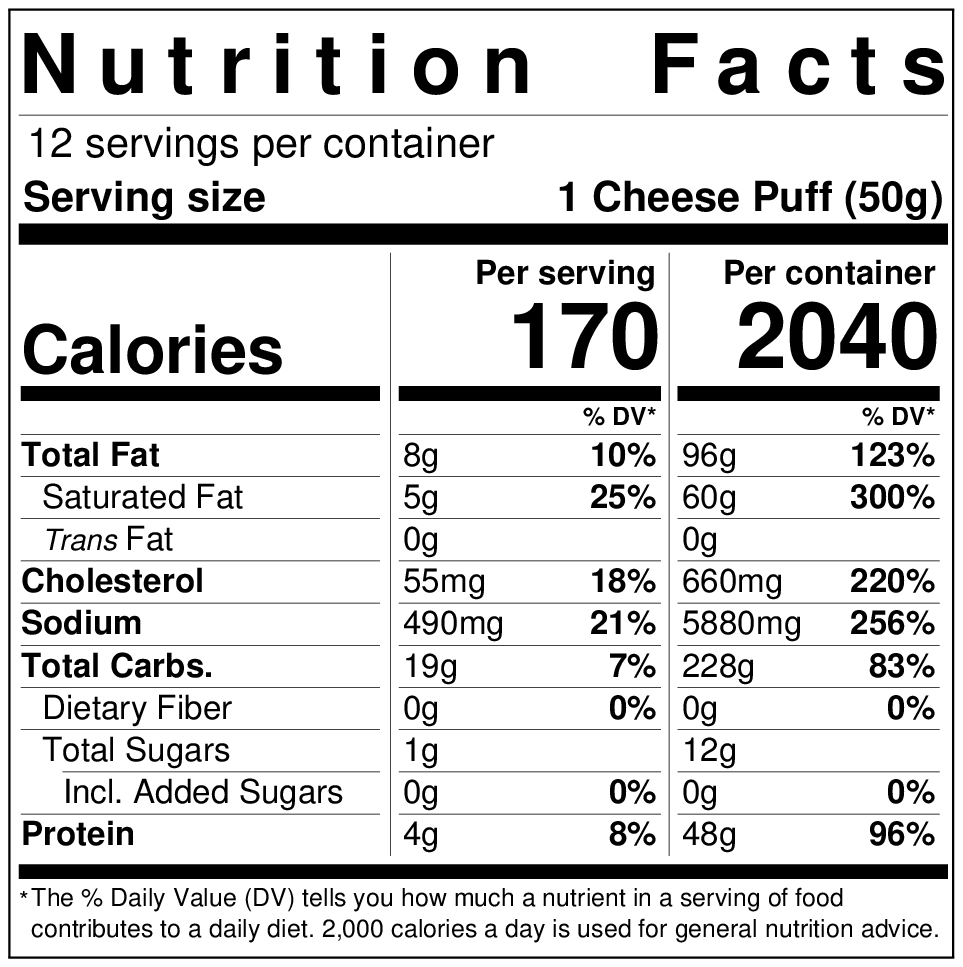 Nutrition Facts
12 servings per container
Serving size 1 Cheese Puff (50g)
Per serving Per container
Calories 170 2040
% DV* % DV*
Total Fat 8g 10% 96g 123%
Saturated Fat 5g 25% 60g 300%
Trans Fat 0g 0g
Cholesterol 55mg 18% 660mg 220%
Sodium 490mg 21% 5880mg 256%
Total Carbs. 19g 7% 228g 83%
Dietary Fiber 0g 0% 0g 0%
Total Sugars 1g 12g
Incl. Added Sugars 0g 0% 0g 0%
Protein 4g 8% 48g 96%
*The % Daily Value (DV) tells you how much a nutrient in a serving of food
contributes to a daily diet. 2,000 calories a day is used for general nutrition advice.